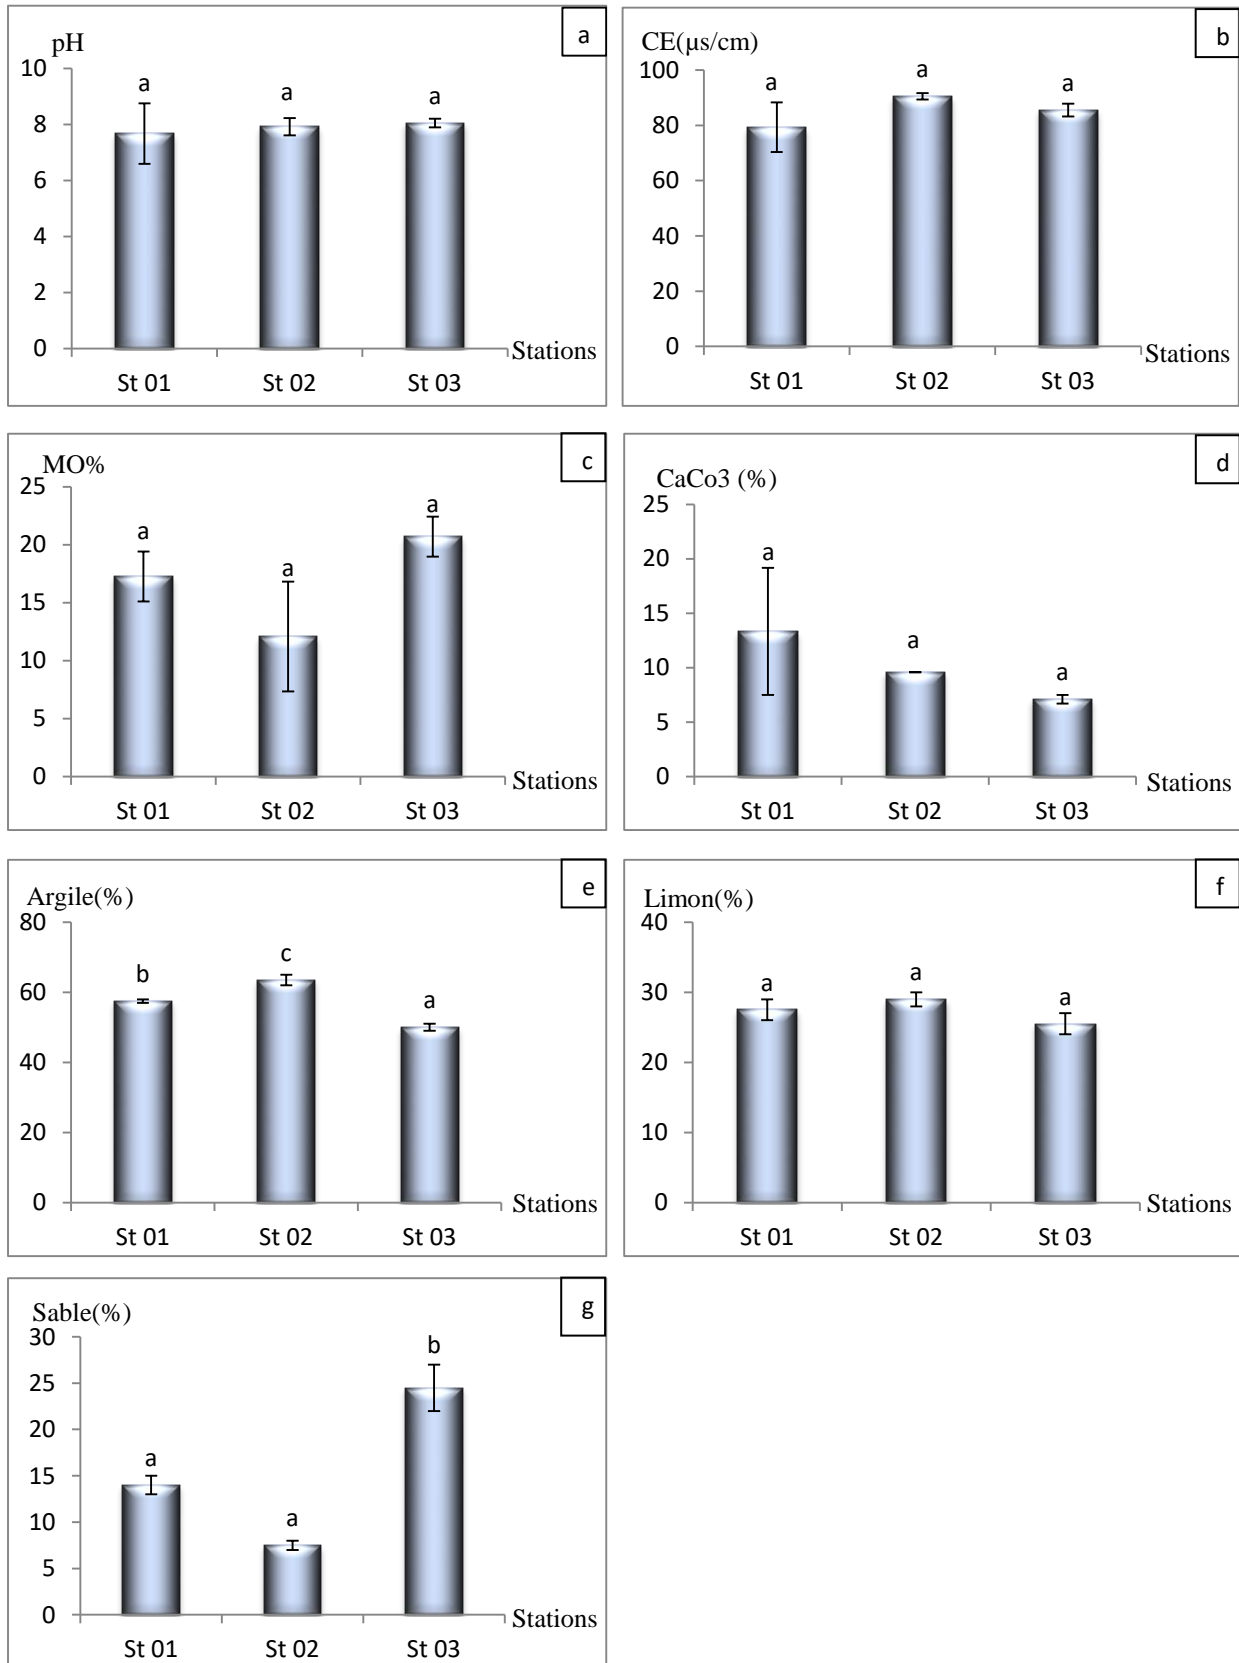 pH
a
10
8
6
4
2
0
a
a
a
St 01
St 02
St 03
Stations
CE(µs/cm)
b
100
80
60
40
20
0
a
a
a
St 01
St 02
St 03
Stations
MO%
c
25
20
15
10
5
0
a
a
a
St 01
St 02
St 03
Stations
CaCo3 (%)
d
25
20
15
10
5
0
a
a
a
St 01
St 02
St 03
Stations
Argile(%)
e
80
60
40
20
0
b
c
a
St 01
St 02
St 03
Stations
Limon(%)
f
40
30
20
10
0
a
a
a
St 01
St 02
St 03
Stations
Sable(%)
g
30
25
20
15
10
5
0
a
a
b
St 01
St 02
St 03
Stations